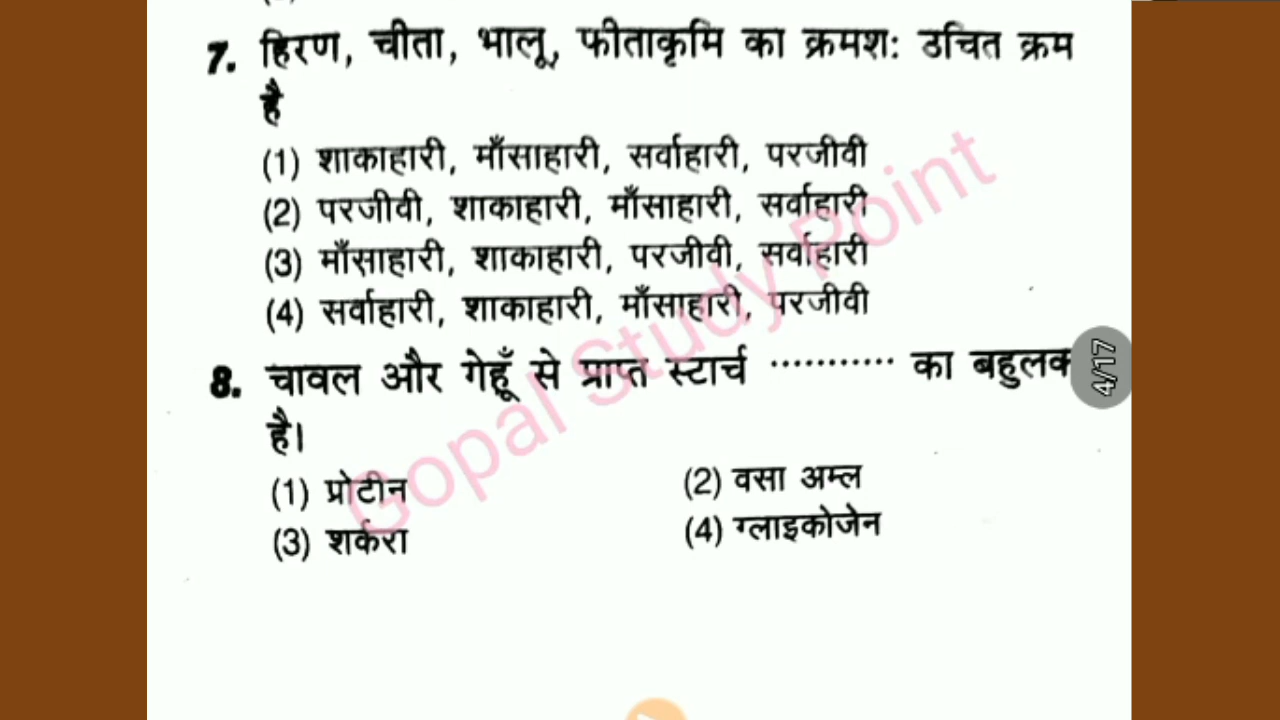 7. हिरण, चीता, भालू, फीताकृमि का क्रमशः उचित क्रम
है
(1) शाकाहारी, माँसाहारी, सर्वाहारी, परजीवी
(2) परजीवी, शाकाहारी, माँसाहारी, सर्वाहारी
(3) माँसाहारी, शाकाहारी, परजीवी, सर्वाहारी
(4) सर्वाहारी, शाकाहारी, माँसाहारी, परजीवी
8. चावल और गेहूँ से प्राप्त स्टार्च ........... का बहुलक
है।
(1) प्रोटीन (2) वसा अम्ल
(3) शर्करा (4) ग्लाइकोजेन
Gopal Study Point
4/17